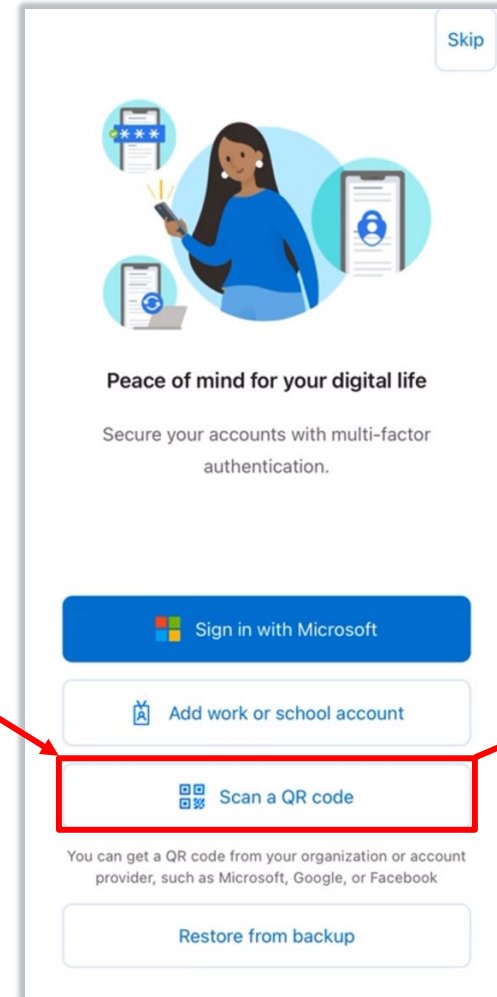 Skip
* * * *
Peace of mind for your digital life
Secure your accounts with multi-factor
authentication.
Sign in with Microsoft
Add work or school account
Scan a QR code
You can get a QR code from your organization or account
provider, such as Microsoft, Google, or Facebook
Restore from backup